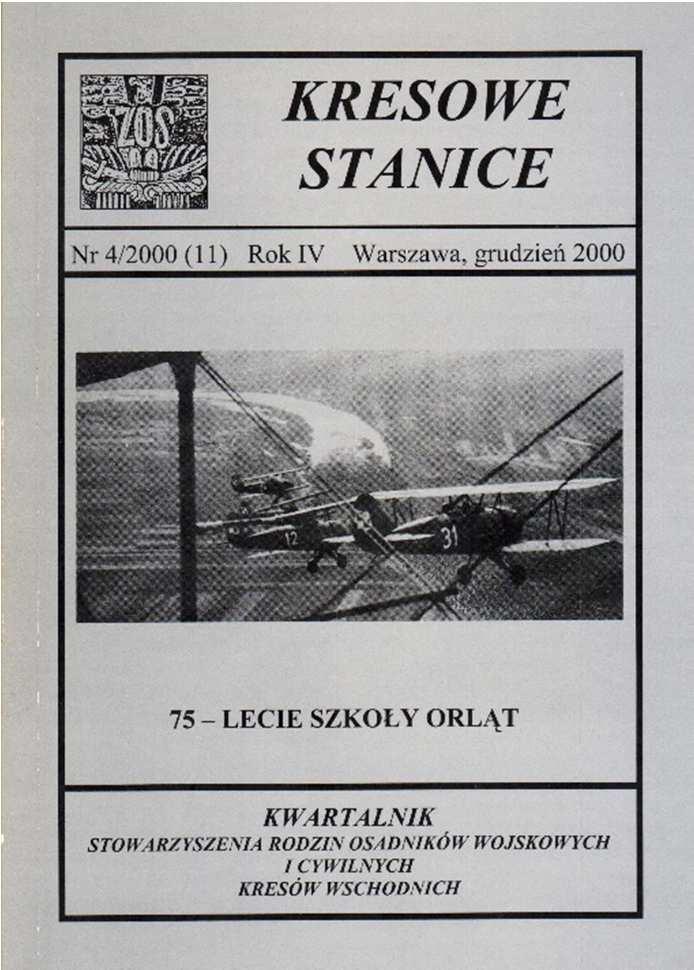 ZOS
KRESOWE
STANICE
Nr 4/2000 (11) Rok IV Warszawa, grudzień 2000
12
31
75 – LECIE SZKOŁY ORLĄT
KWARTALNIK
STOWARZYSZENIA RODZIN OSADNIKÓW WOJSKOWYCH
I CYWILNYCH
KRESÓW WSCHODNICH